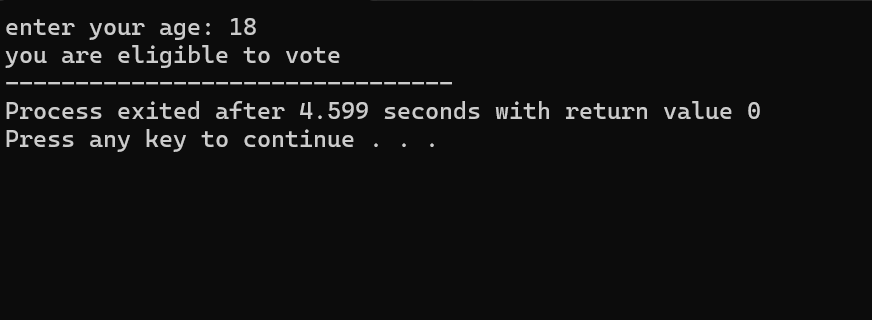 enter your age: 18
you are eligible to vote
--------------------------------
Process exited after 4.599 seconds with return value 0
Press any key to continue . . .